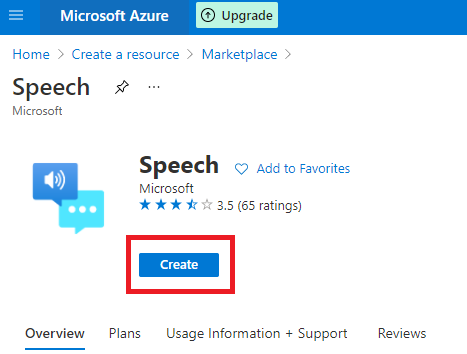 Microsoft Azure Upgrade
Home > Create a resource > Marketplace >
Speech ...
Microsoft
Speech Add to Favorites
Microsoft
3.5 (65 ratings)
Create
Overview Plans Usage Information + Support Reviews